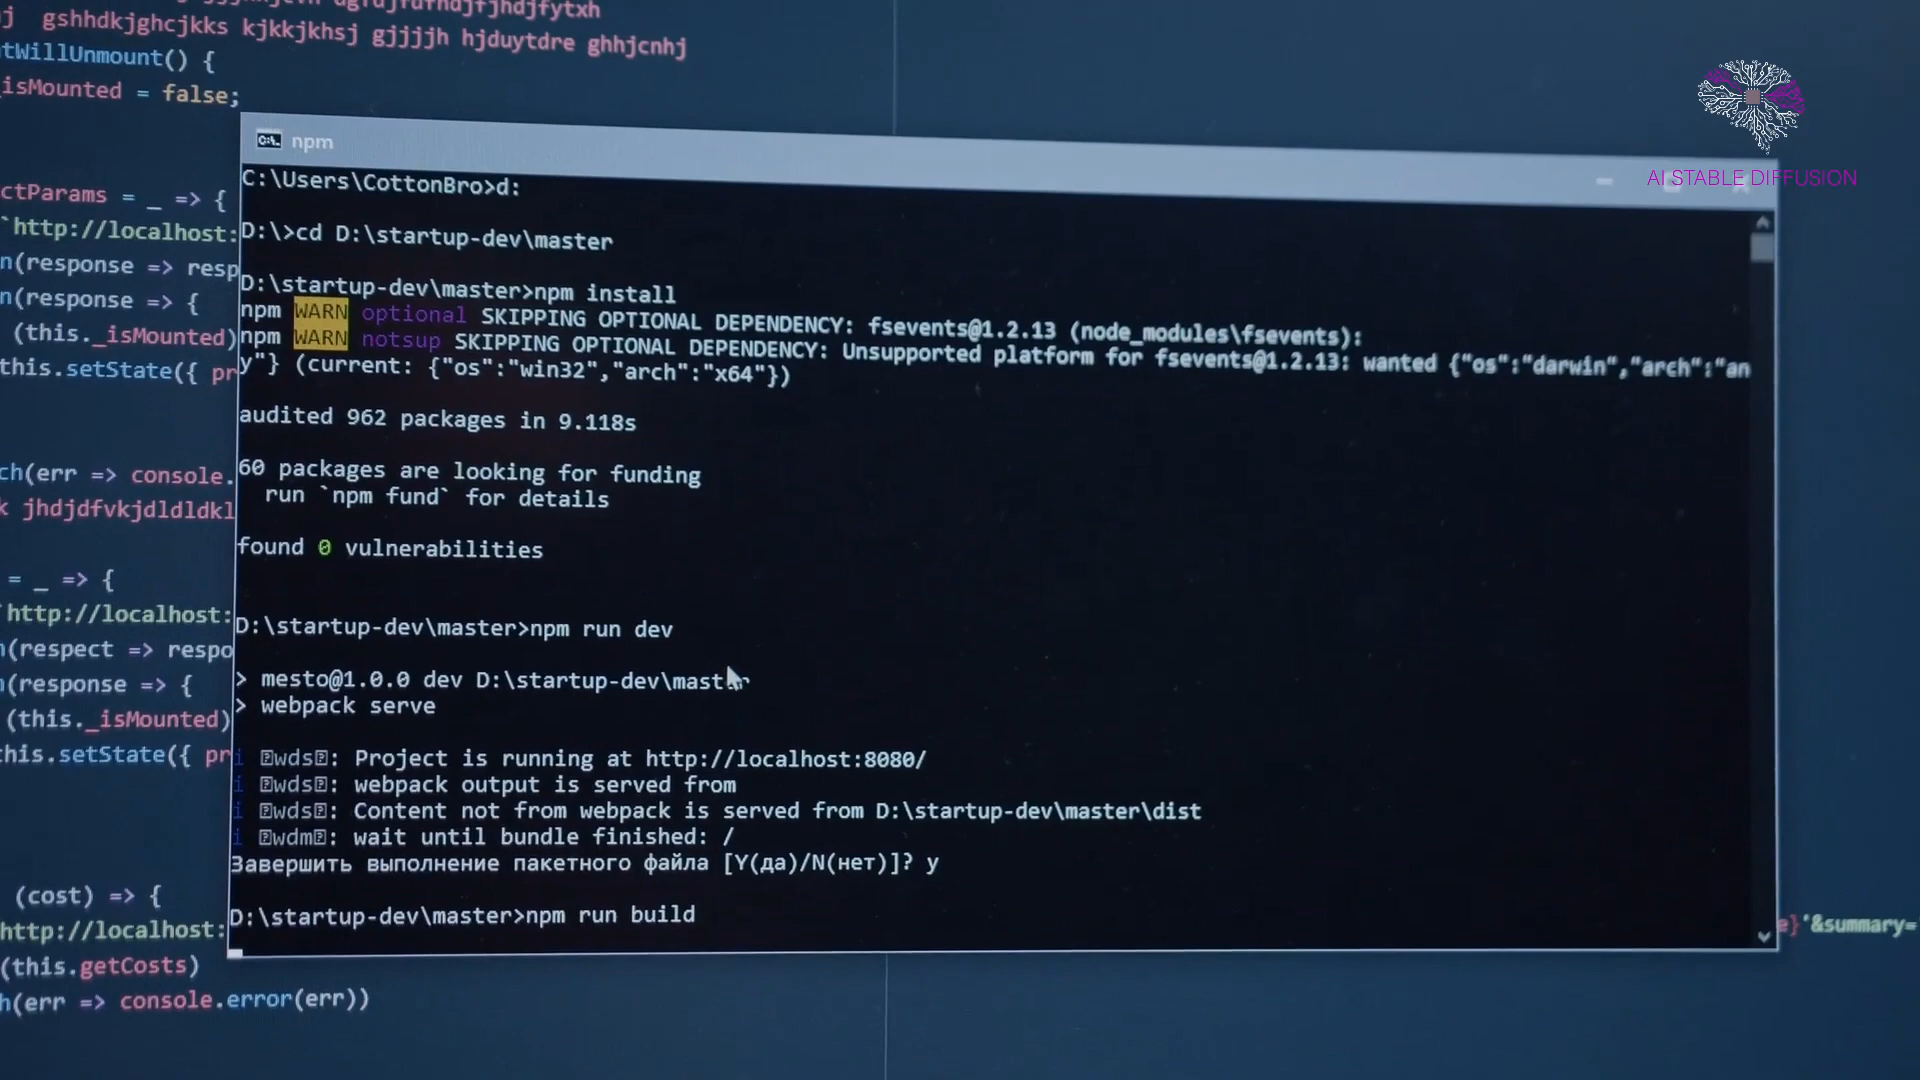 gshhdkjghcjkks kjkkjkhsj gjjjjh hjduytdre ghhjcnhj
tWillUnmount() {
isMounted = false;
AI STABLE DIFFUSION
npm
C:\Users\CottonBro>d:
D:\>cd D:\startup-dev\master
D:\startup-dev\master>npm install
npm WARN optional SKIPPING OPTIONAL DEPENDENCY: fsevents@1.2.13 (node_modules\fsevents):
npm WARN notsup SKIPPING OPTIONAL DEPENDENCY: Unsupported platform for fsevents@1.2.13: wanted {"os":"darwin","arch":"an
y"} (current: {"os":"win32","arch":"x64"})
audited 962 packages in 9.118s
60 packages are looking for funding
run `npm fund` for details
found 0 vulnerabilities
D:\startup-dev\master>npm run dev
> mesto@1.0.0 dev D:\startup-dev\master
> webpack serve
i wds: Project is running at http://localhost:8080/
i wds: webpack output is served from
i wds: Content not from webpack is served from D:\startup-dev\master\dist
i wdm: wait until bundle finished: /
Завершить выполнение пакетного файла [Y(да)/N(нет)]? y
D:\startup-dev\master>npm run build
ctParams = _ => {
`http://localhost:
n(response => resp
n(response => {
(this._isMounted)
this.setState({ pr
ch(err => console.
k jhdjdfvkjdldldkl
= _ => {
`http://localhost:
n(respect => respo
n(response => {
(this._isMounted)
this.setState({ pr
(cost) => {
http://localhost:
(this.getCosts)
h(err => console.error(err))
e}'&summary=